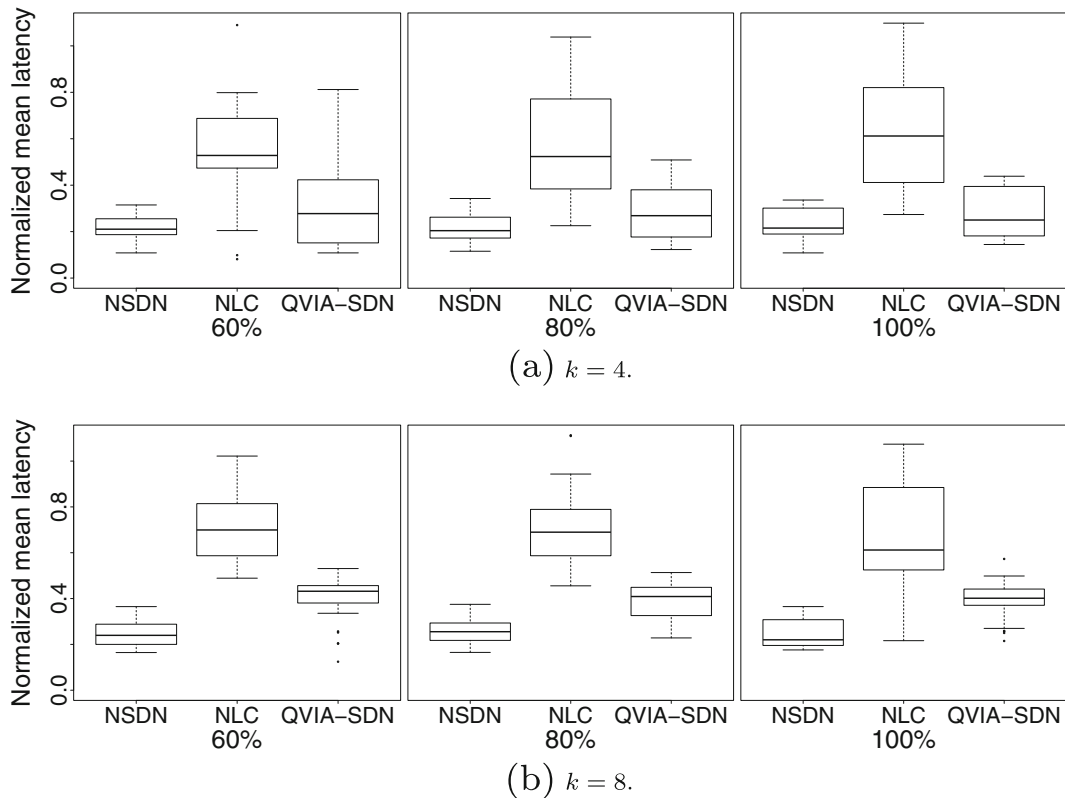 Normalized mean latency
0.8
0.4
0.0
NSDN NLC QVIA-SDN NSDN NLC QVIA-SDN NSDN NLC QVIA-SDN
60% 80% 100%
(a) k = 4.
Normalized mean latency
0.8
0.4
0.0
NSDN NLC QVIA-SDN NSDN NLC QVIA-SDN NSDN NLC QVIA-SDN
60% 80% 100%
(b) k = 8.